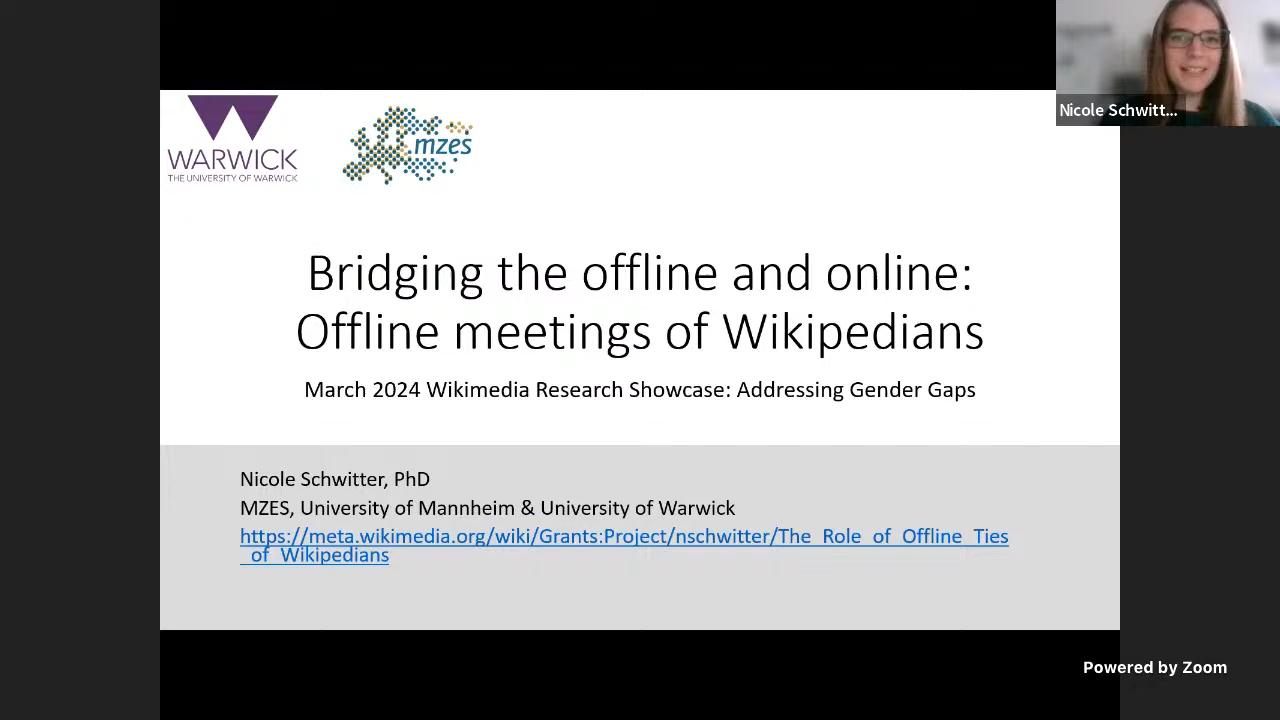 WARWICK
THE UNIVERSITY OF WARWICK
mzes
Nicole Schwitt...
Bridging the offline and online:
Offline meetings of Wikipedians
March 2024 Wikimedia Research Showcase: Addressing Gender Gaps
Nicole Schwitter, PhD
MZES, University of Mannheim & University of Warwick
https://meta.wikimedia.org/wiki/Grants:Project/nschwitter/The_Role_of_Offline_Ties
_of_Wikipedians
Powered by Zoom